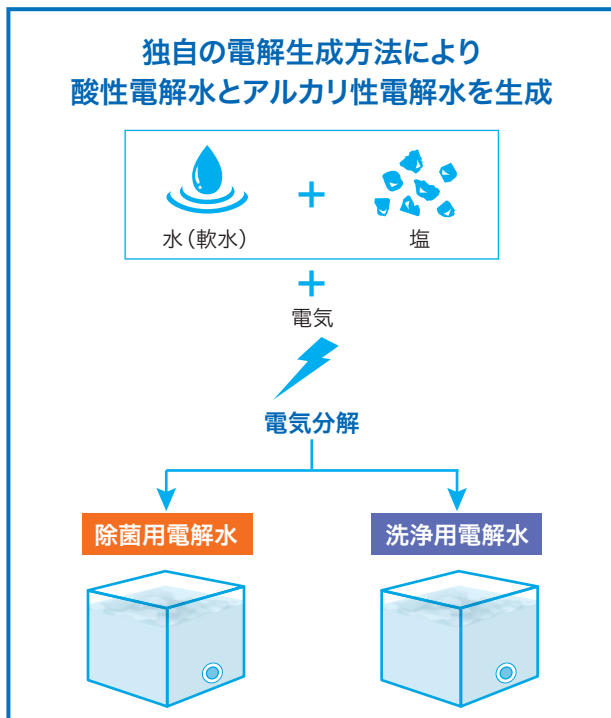 独自の電解生成方法により
酸性電解水とアルカリ性電解水を生成
+
水（軟水）
塩
+
電気
電気分解
除菌用電解水
洗浄用電解水